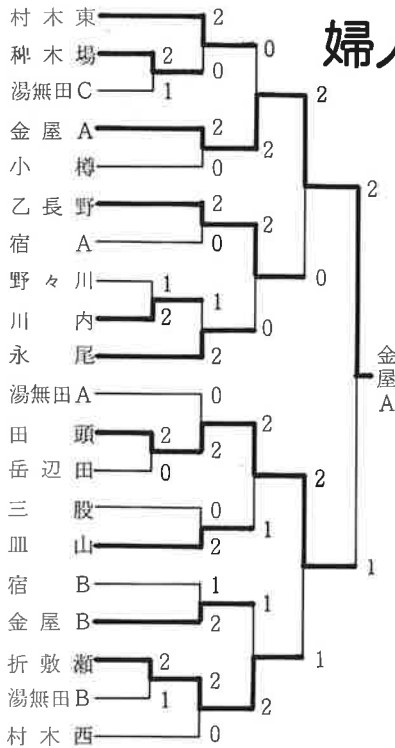 婦人
村木東 2
0
稗木場 2 0
湯無田C 1
2
金屋A 2
2
小樽 0
2
乙長野 2
2
宿A 0
0
野々川 1
1
川内 2
0
永尾 2
金屋A
湯無田A 0
2
田頭 2 2
岳辺田 0
2
三股 0
1
皿山 2
1
宿B 1
1
金屋B 2
1
折敷瀬 2
2
湯無田B 1
2
村木西 0